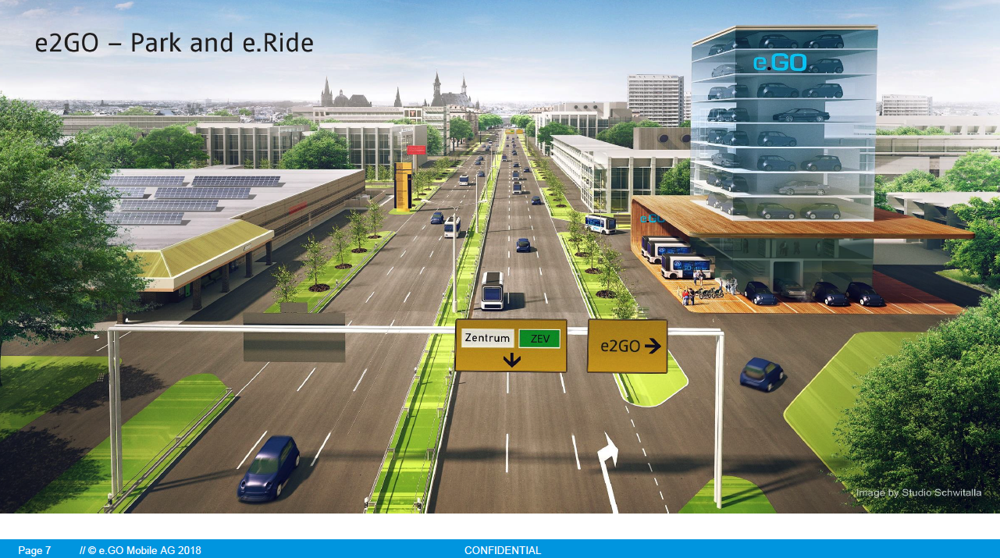 e2GO – Park and e.Ride
e.GO
e.GO
Zentrum ZEV
e2GO
Image by Studio Schwitalla
Page 7 // © e.GO Mobile AG 2018 CONFIDENTIAL